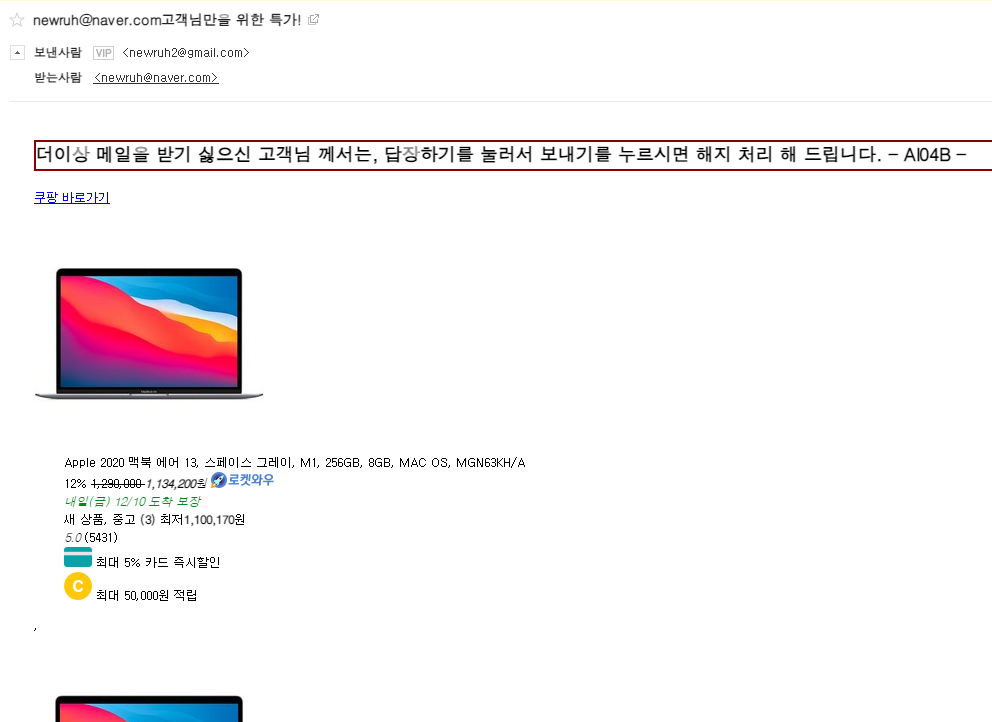 newruh@naver.com고객님만을 위한 특가!
보낸사람 VIP <newruh2@gmail.com>
받는사람 <newruh@naver.com>
더이상 메일을 받기 싫으신 고객님 께서는, 답장하기를 눌러서 보내기를 누르시면 해지 처리 해 드립니다. - AI04B -
쿠팡 바로가기
Apple 2020 맥북 에어 13, 스페이스 그레이, M1, 256GB, 8GB, MAC OS, MGN63KH/A
12% 1,290,000 1,134,200원 로켓와우
내일(금) 12/10 도착 보장
새 상품, 중고 (3) 최저1,100,170원
5.0 (5431)
최대 5% 카드 즉시할인
C 최대 50,000원 적립
,